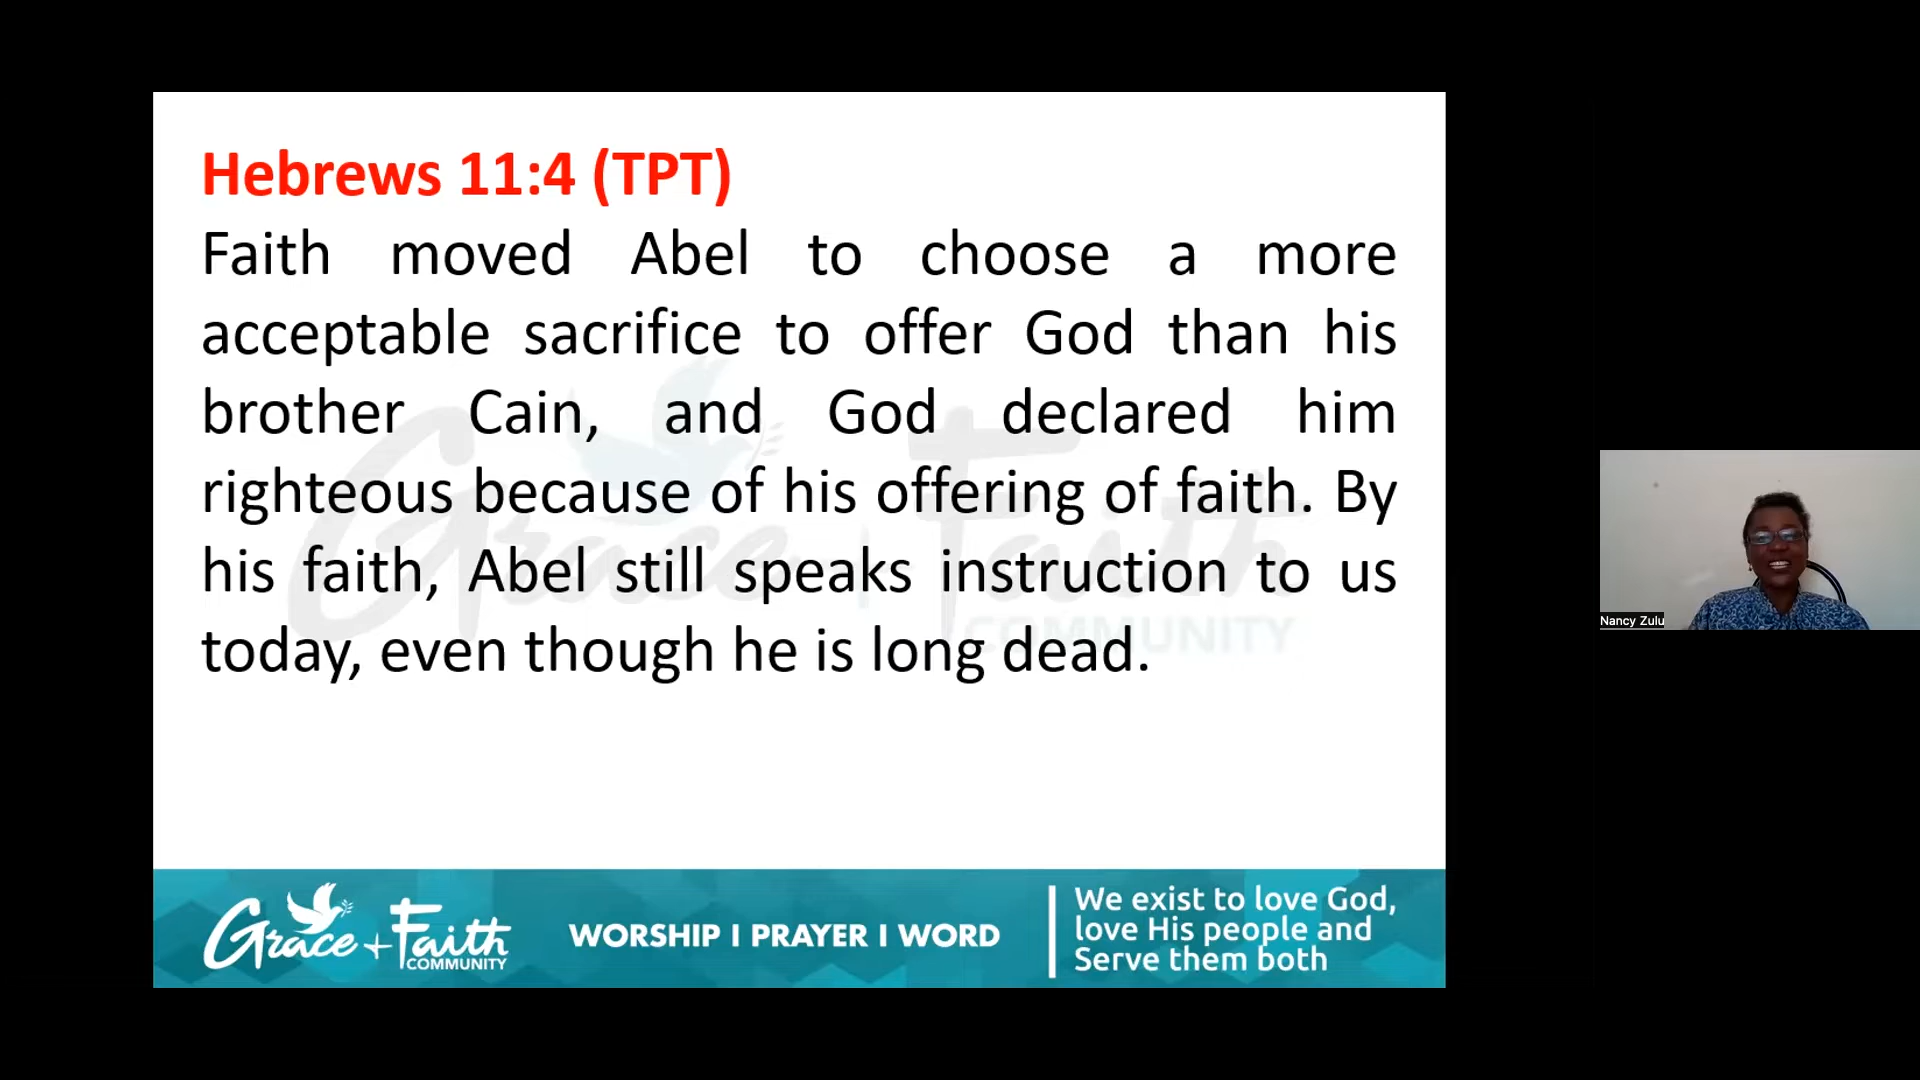 Hebrews 11:4 (TPT)
Faith moved Abel to choose a more
acceptable sacrifice to offer God than his
brother Cain, and God declared him
righteous because of his offering of faith. By
his faith, Abel still speaks instruction to us
today, even though he is long dead.
Grace + Faith
COMMUNITY
Nancy Zulu
Grace + Faith
COMMUNITY
WORSHIP I PRAYER I WORD
We exist to love God,
love His people and
Serve them both